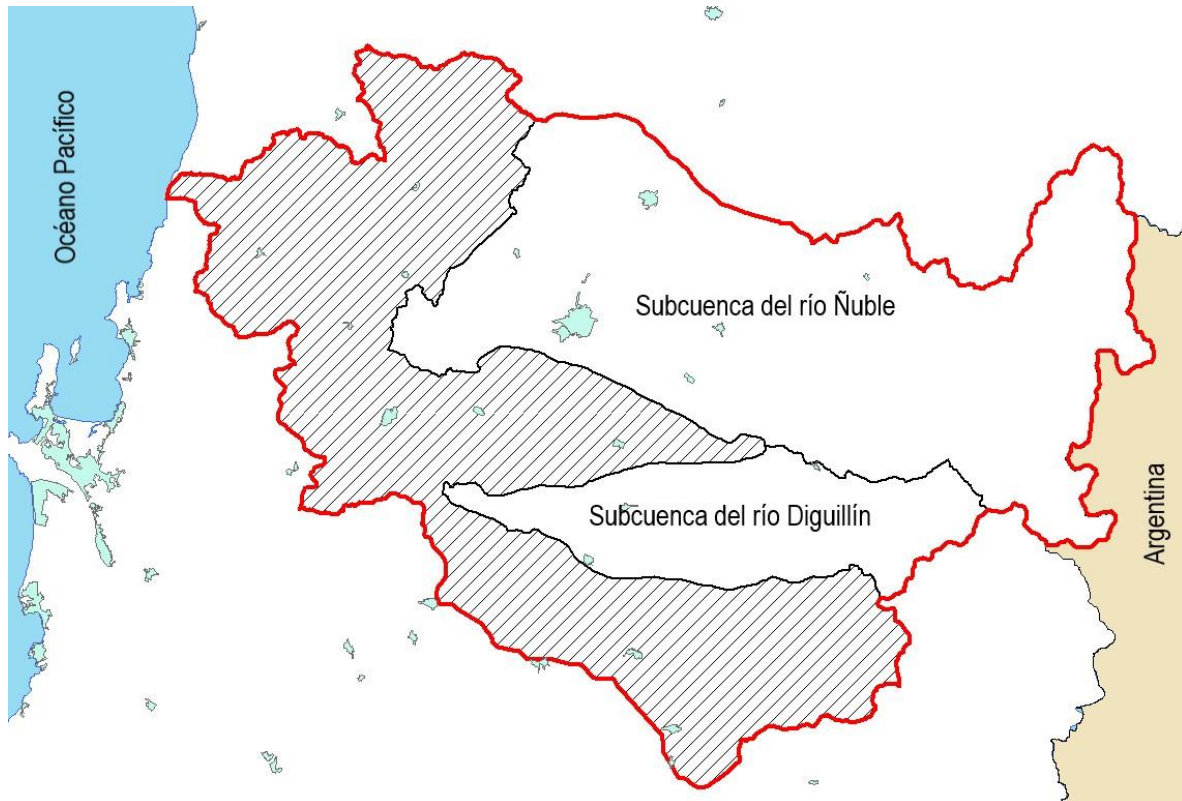 Océano Pacífico
Subcuenca del río Ñuble
Subcuenca del río Diguillín
Argentina